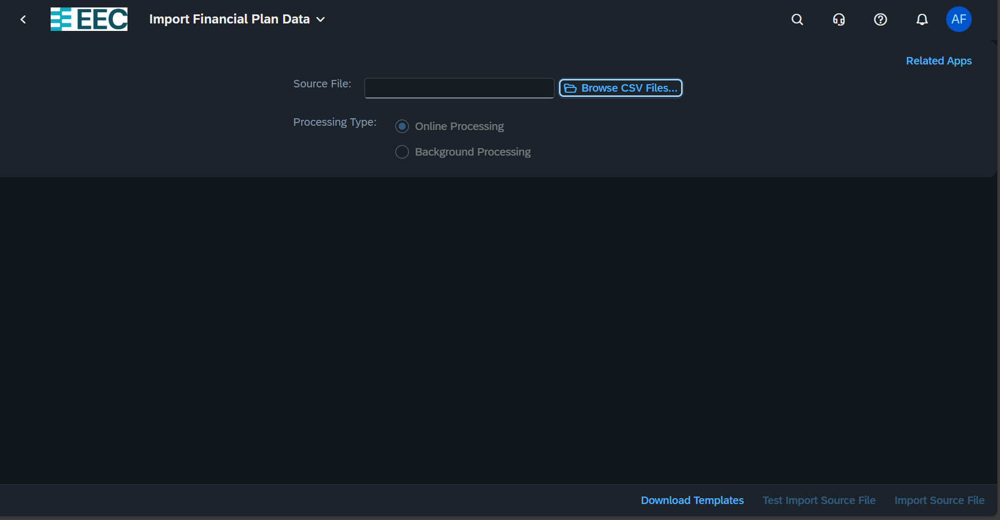 EEC
Import Financial Plan Data
AF
Related Apps
Source File:
Browse CSV Files...
Processing Type:
Online Processing
Background Processing
Download Templates
Test Import Source File
Import Source File